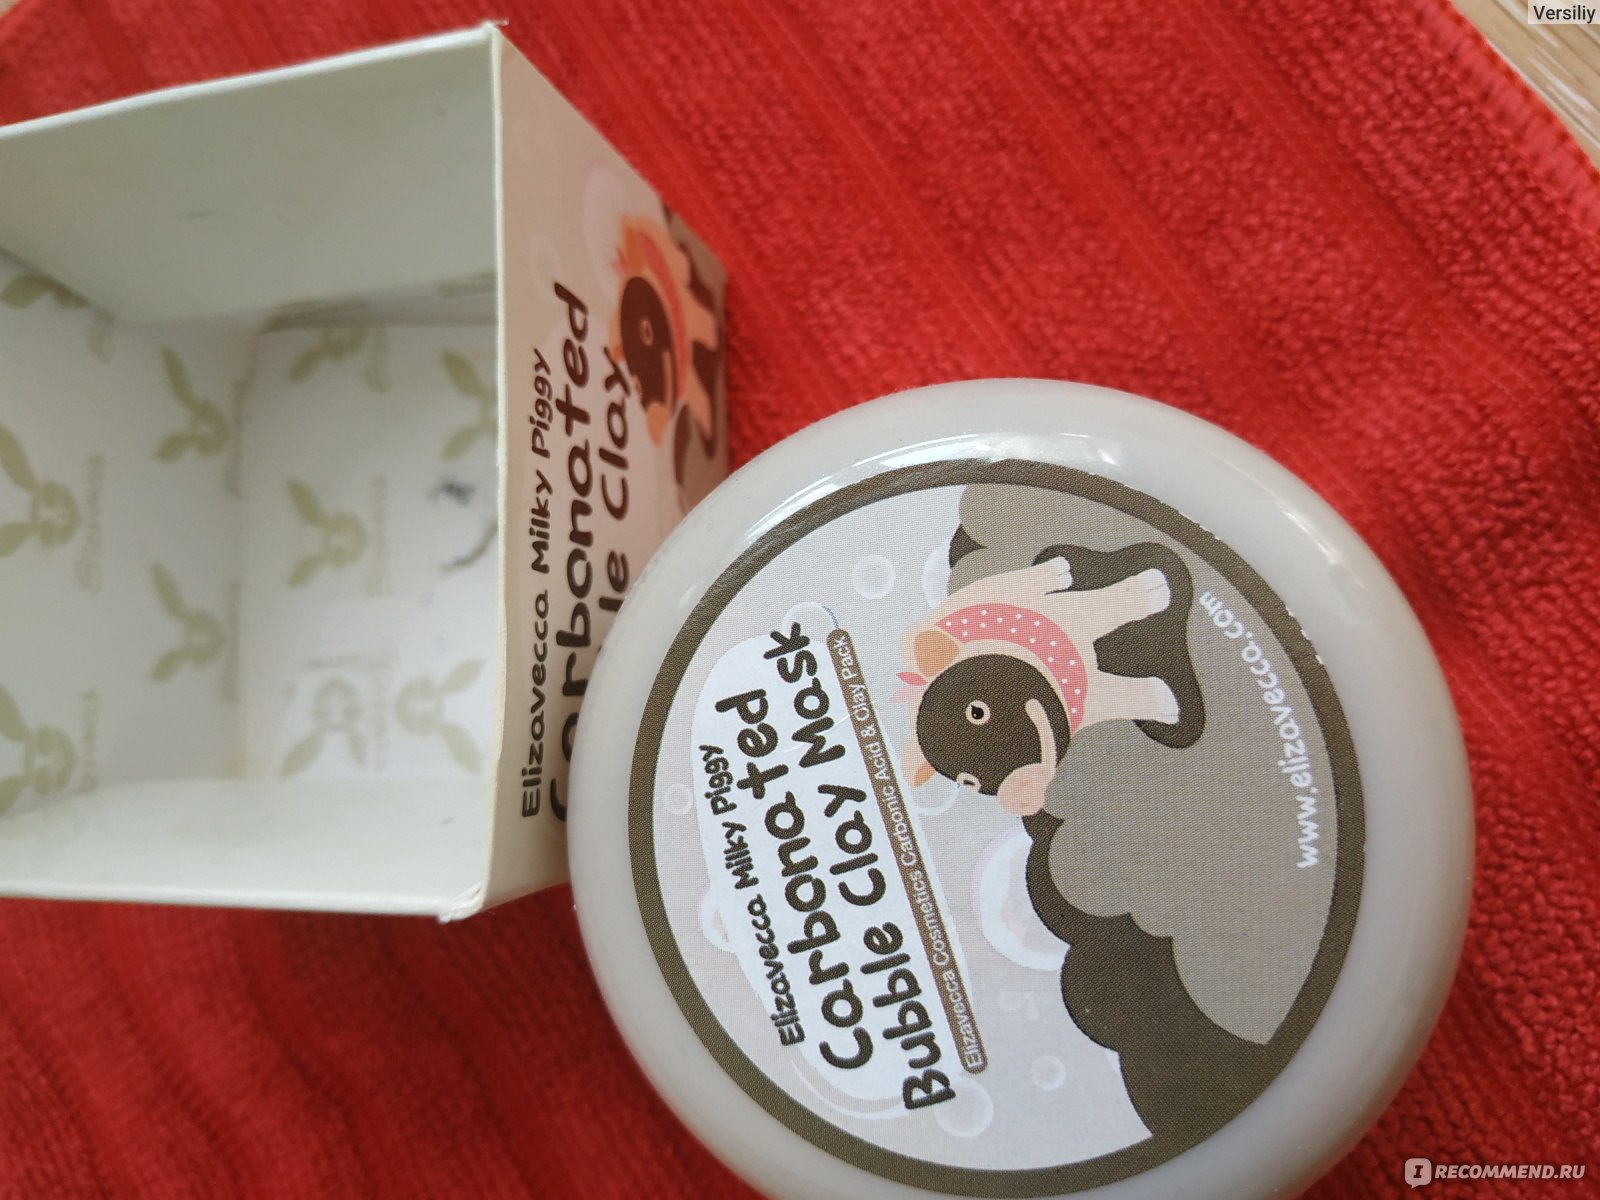 Versiliy
Elizavecca Milky Piggy
Carbonated
le Clay
Elizavecca Milky Piggy
Carbonated
Bubble Clay Mask
Elizavecca Cosmetics Carbonic Acid & Clay Pack
www.elizavecca.com
IRECOMMEND.RU